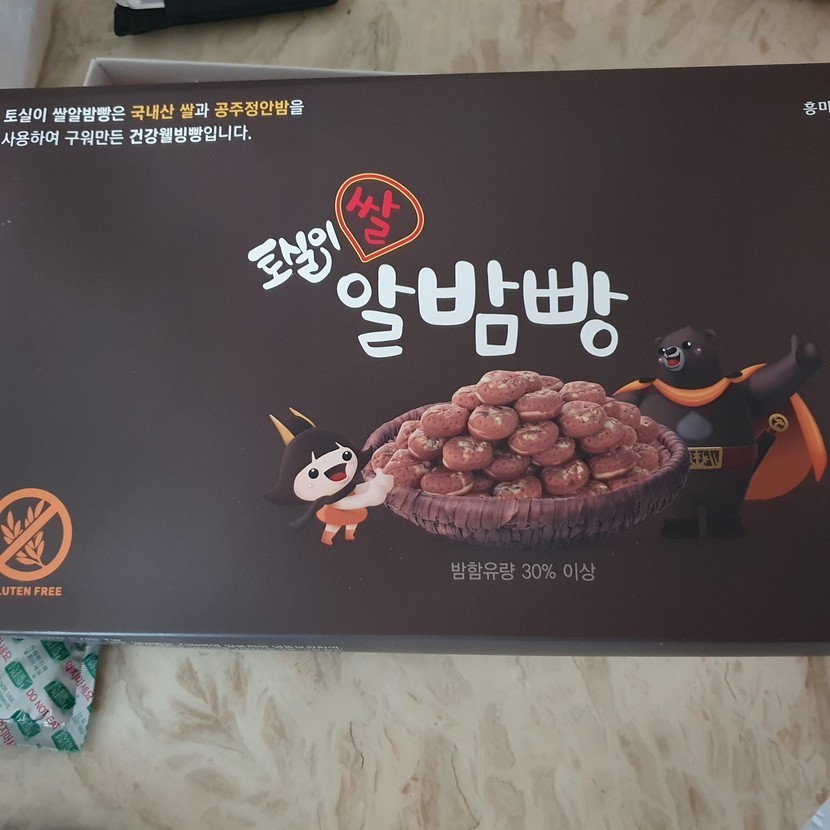 토실이 쌀알밤빵은 국내산 쌀과 공주정안밤을
사용하여 구워만든 건강웰빙빵입니다.
흥미
토실이 쌀
알밤빵
밤함유량 30% 이상
LUTEN FREE
DO NOT EAT